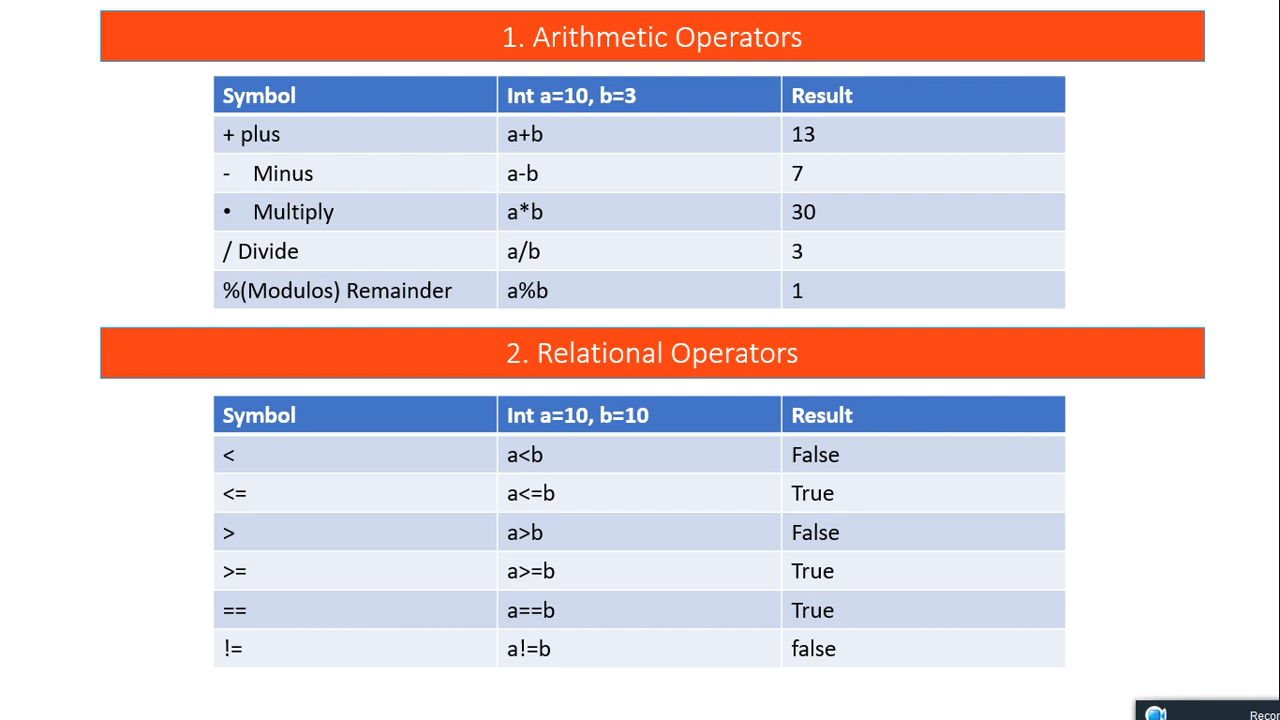 1. Arithmetic Operators
Symbol Int a=10, b=3 Result
+ plus a+b 13
- Minus a-b 7
• Multiply a*b 30
/ Divide a/b 3
%(Modulos) Remainder a%b 1
2. Relational Operators
Symbol Int a=10, b=10 Result
< a<b False
<= a<=b True
> a>b False
>= a>=b True
== a==b True
!= a!=b false